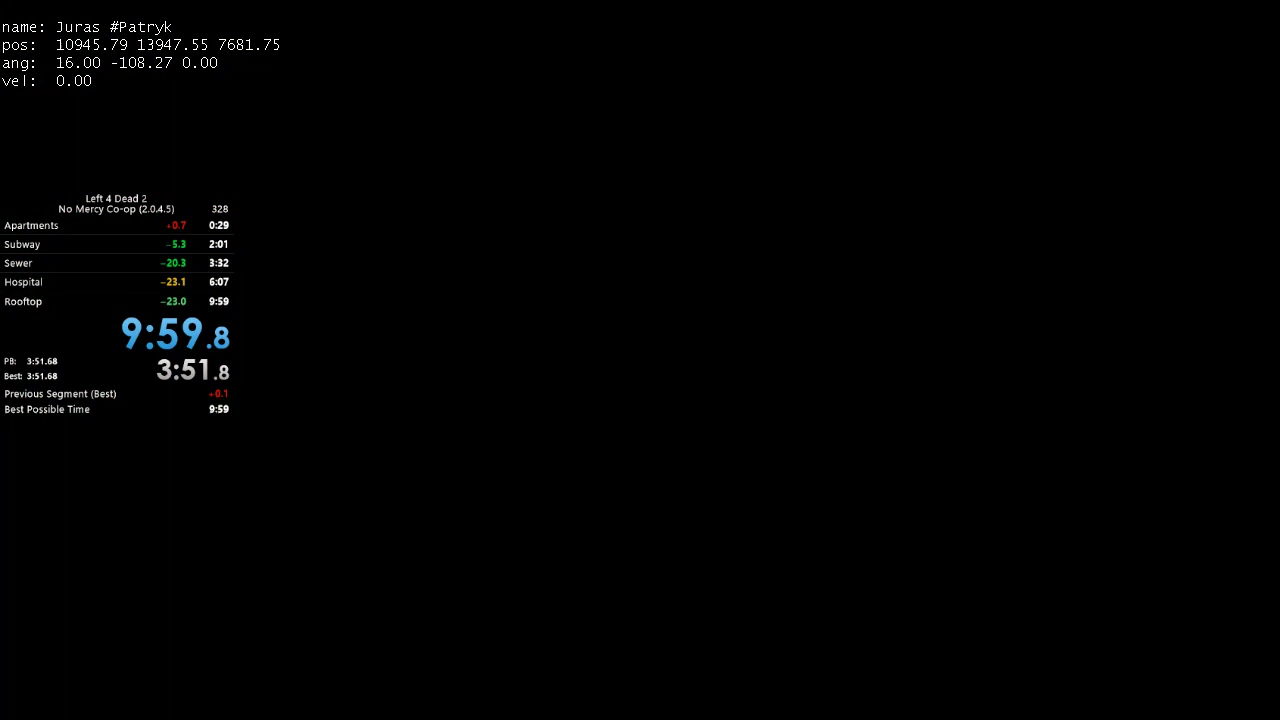 name: Juras #Patryk
pos: 10945.79 13947.55 7681.75
ang: 16.00 -108.27 0.00
vel: 0.00
Left 4 Dead 2
No Mercy Co-op (2.0.4.5) 328
Apartments +0.7 0:29
Subway −5.3 2:01
Sewer −20.3 3:32
Hospital −23.1 6:07
Rooftop −23.0 9:59
9:59.8
PB: 3:51.68
Best: 3:51.68
3:51.8
Previous Segment (Best) +0.1
Best Possible Time 9:59